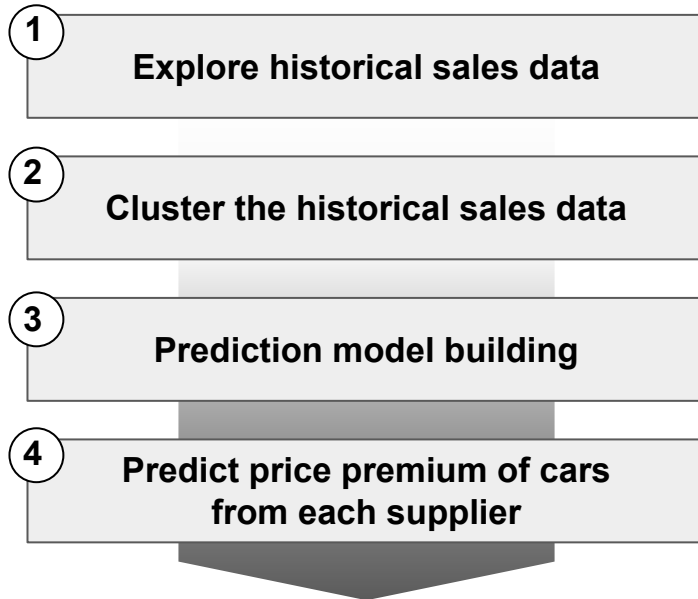 1
Explore historical sales data
2
Cluster the historical sales data
3
Prediction model building
4
Predict price premium of cars
from each supplier